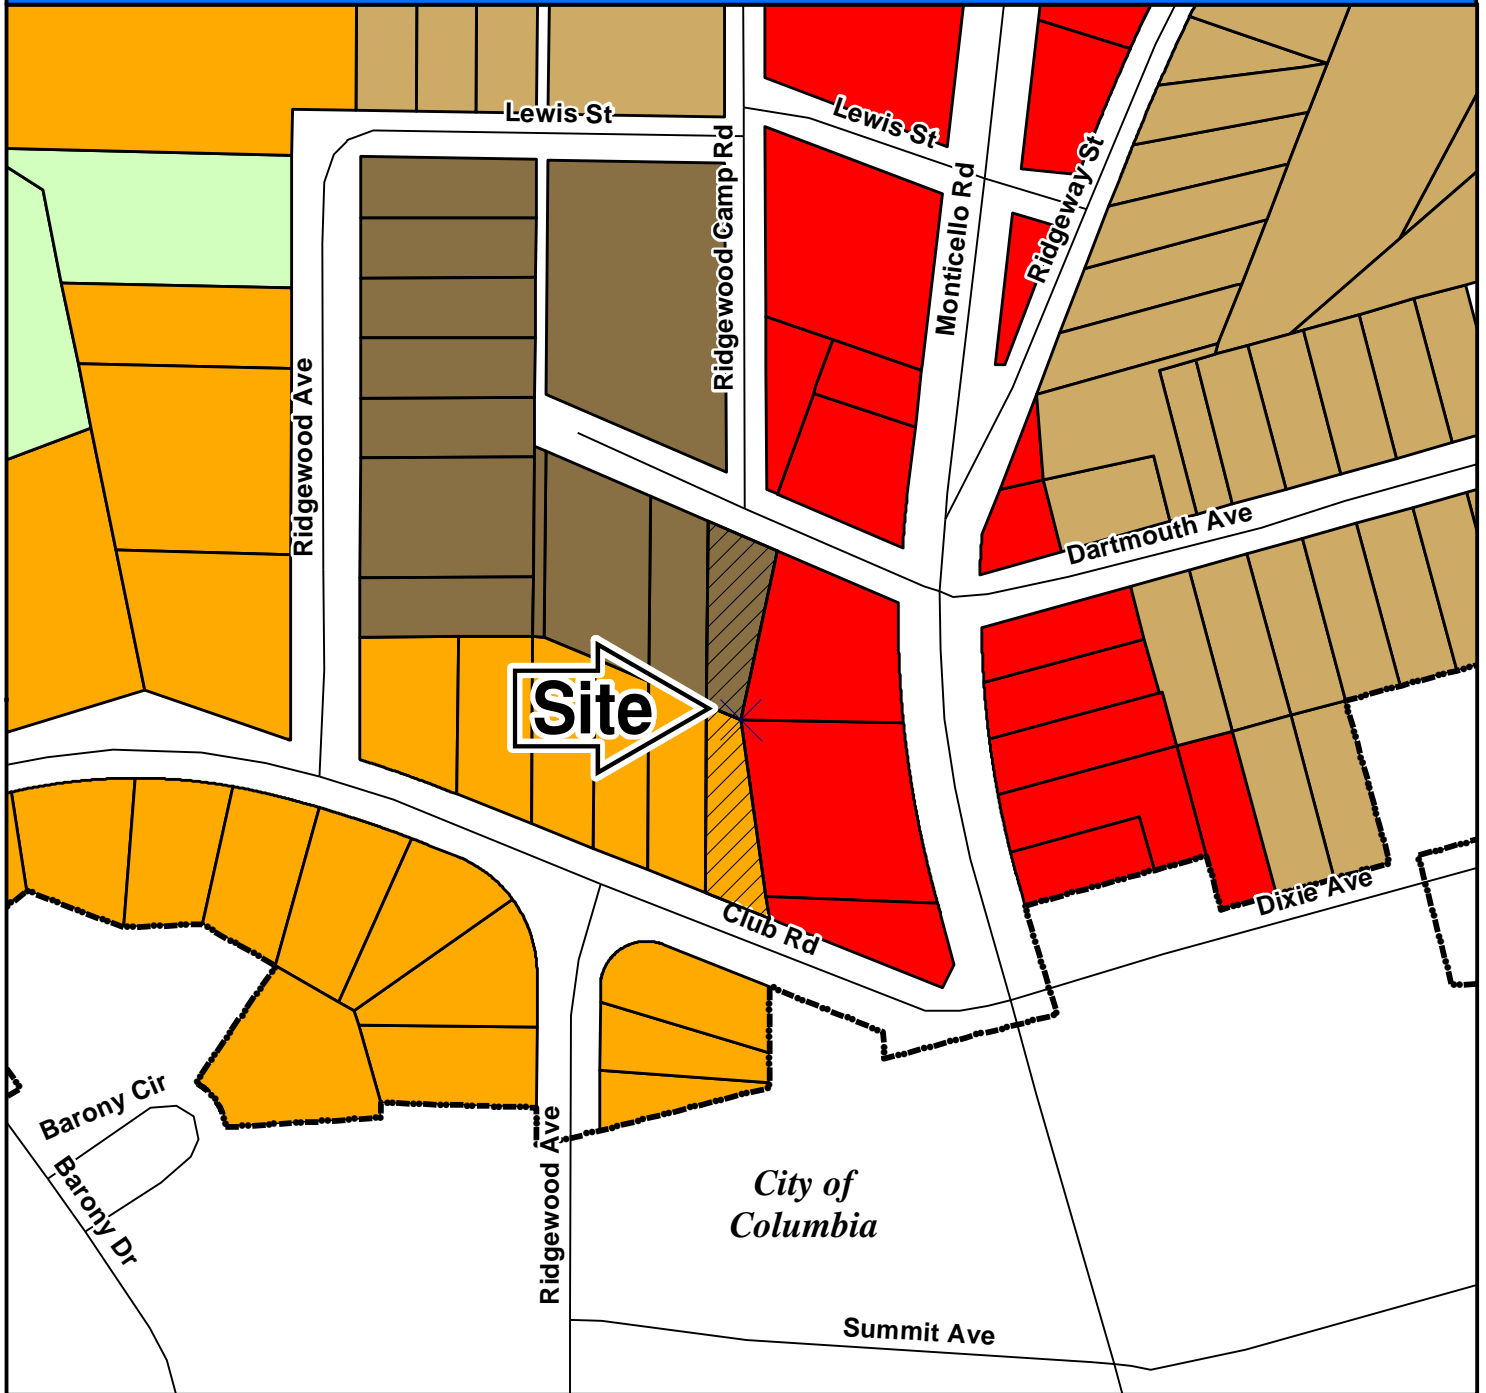 Lewis St
Lewis St
Ridgewood Camp Rd
Monticello Rd
Ridgeway St
Ridgewood Ave
Dartmouth Ave
Site
Club Rd
Dixie Ave
Barony Cir
Barony Dr
Ridgewood Ave
City of
Columbia
Summit Ave